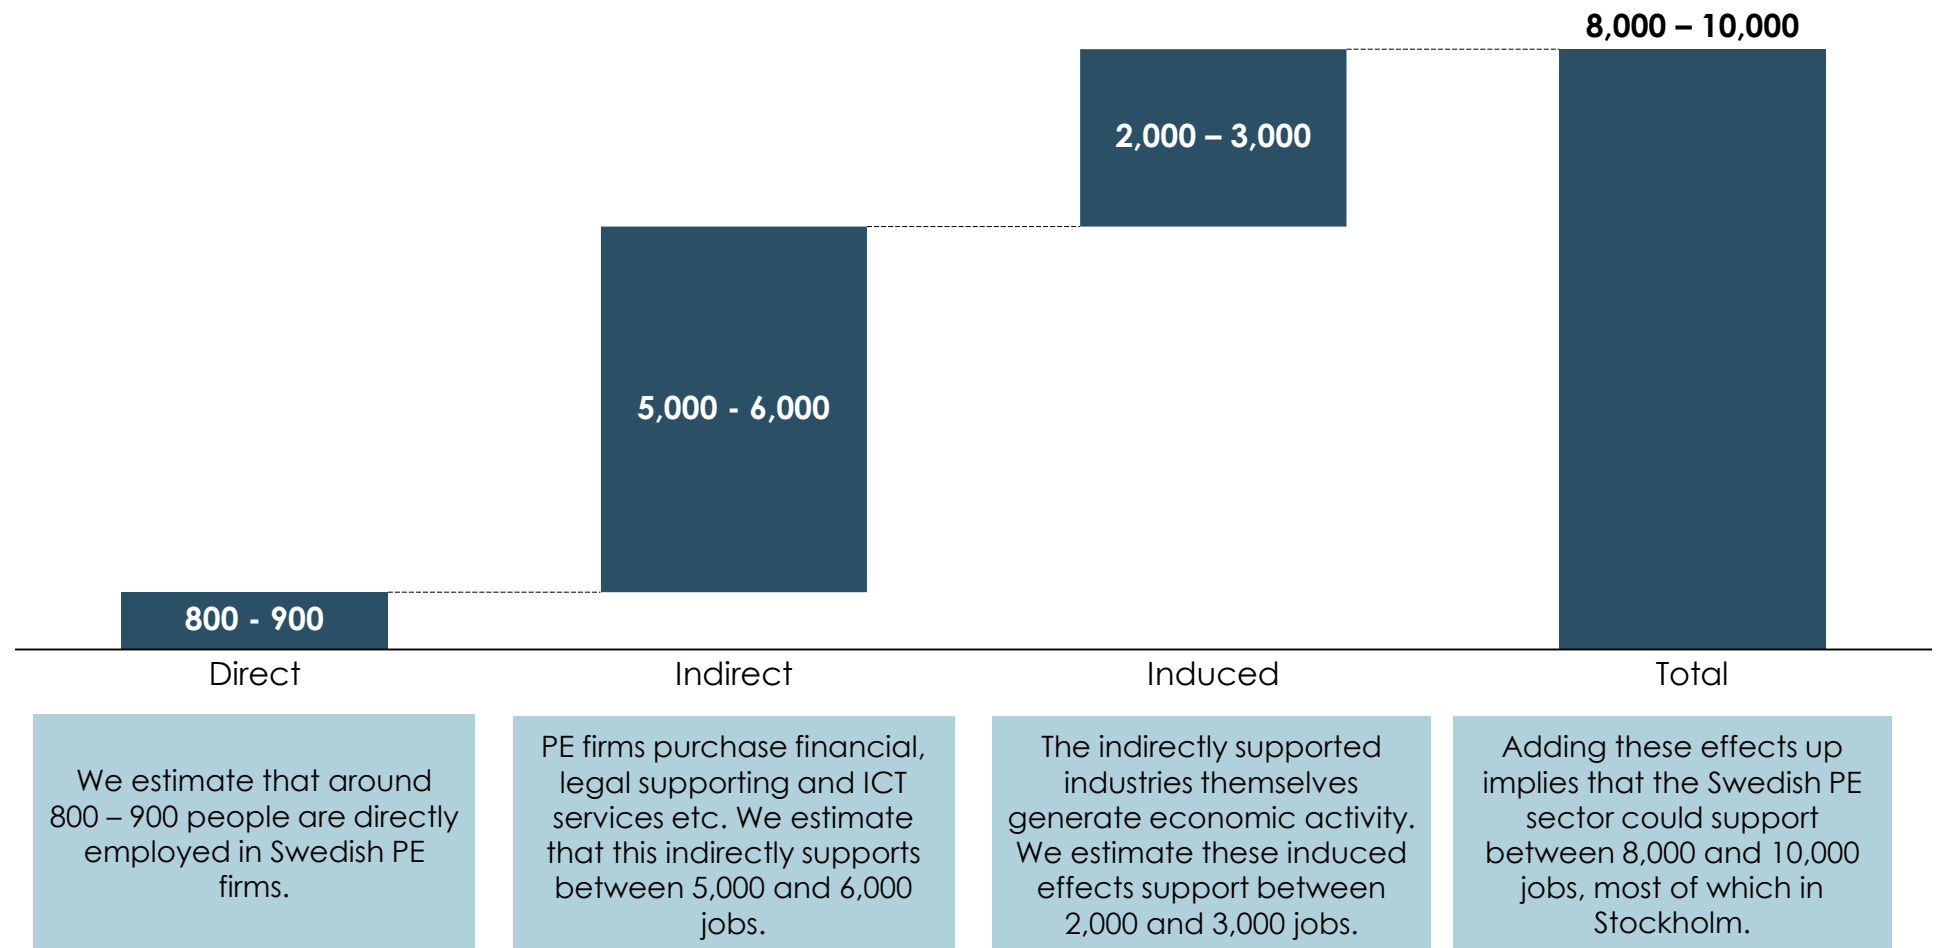 8,000 – 10,000
2,000 – 3,000
5,000 - 6,000
800 - 900
Direct
Indirect
Induced
Total
We estimate that around
800 – 900 people are directly
employed in Swedish PE
firms.
PE firms purchase financial,
legal supporting and ICT
services etc. We estimate
that this indirectly supports
between 5,000 and 6,000
jobs.
The indirectly supported
industries themselves
generate economic activity.
We estimate these induced
effects support between
2,000 and 3,000 jobs.
Adding these effects up
implies that the Swedish PE
sector could support
between 8,000 and 10,000
jobs, most of which in
Stockholm.